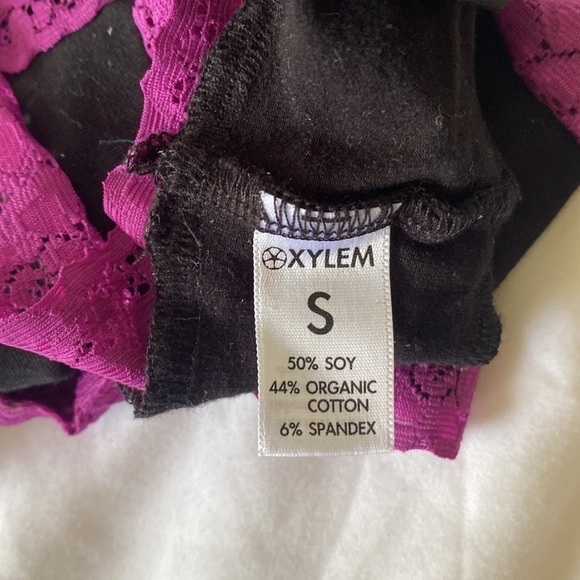 XYLEM
S
50% SOY
44% ORGANIC
COTTON
6% SPANDEX